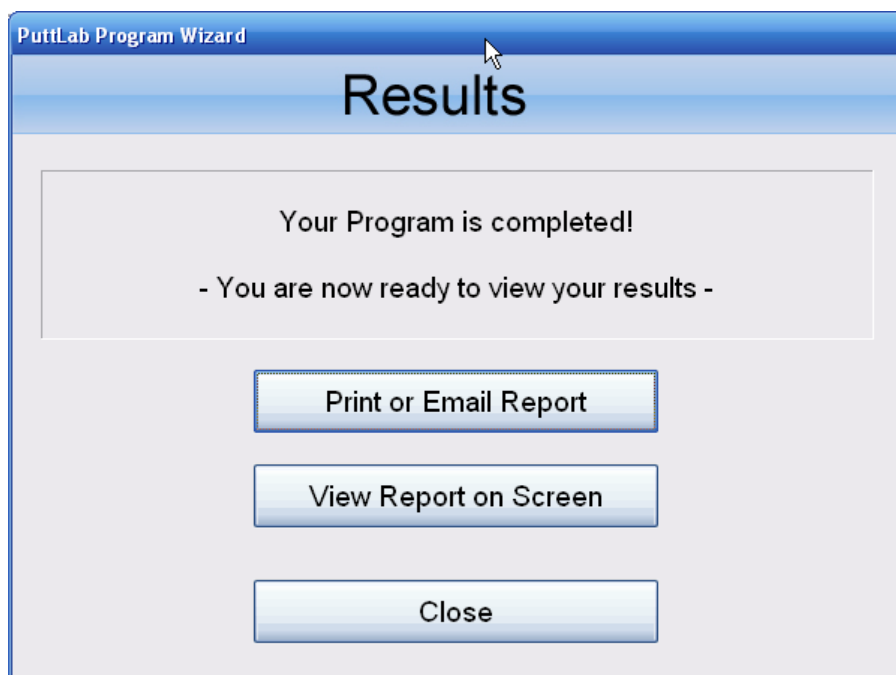 PuttLab Program Wizard
Results
Your Program is completed!
- You are now ready to view your results -
Print or Email Report
View Report on Screen
Close